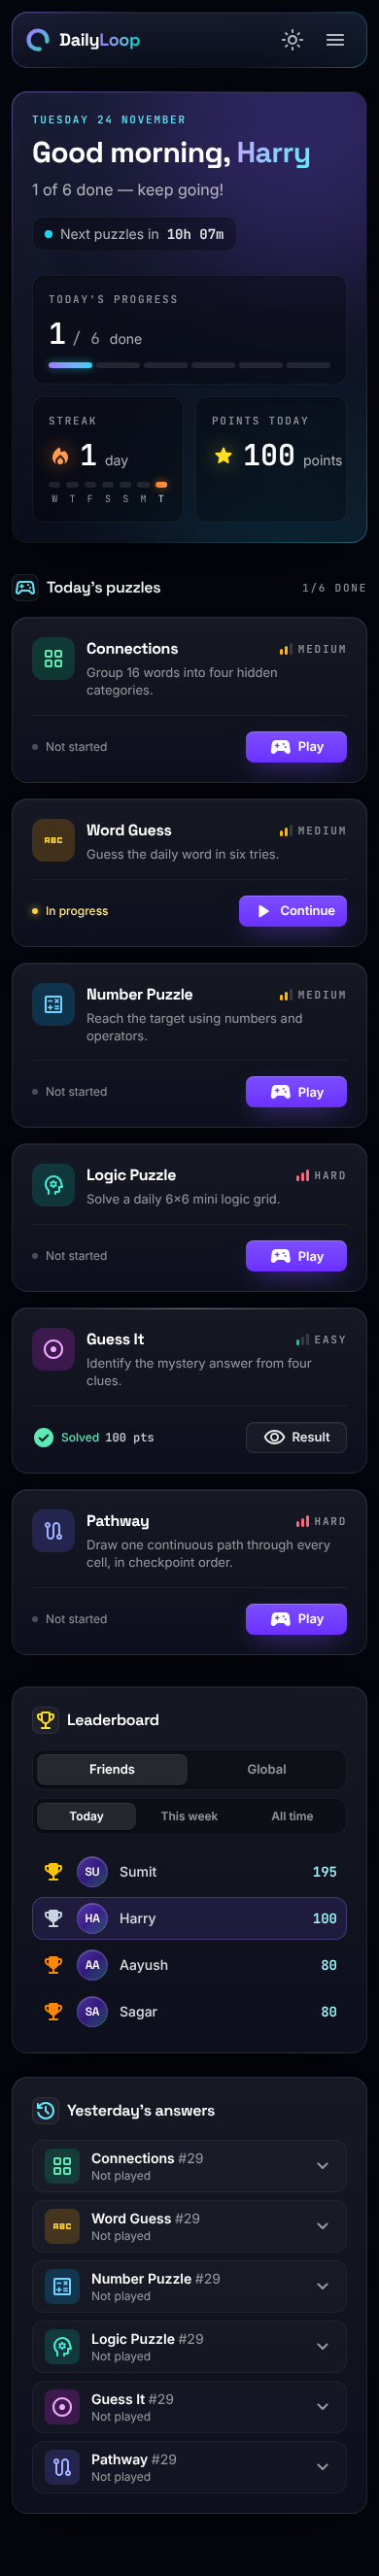 DailyLoop
TUESDAY 24 NOVEMBER
Good morning, Harry
1 of 6 done — keep going!
Next puzzles in 10h 07m
TODAY'S PROGRESS
1 / 6 done
STREAK
1 day
W T F S S M T
POINTS TODAY
100 points
Today's puzzles
1/6 DONE
Connections
MEDIUM
Group 16 words into four hidden
categories.
Not started
Play
Word Guess
MEDIUM
ABC
Guess the daily word in six tries.
In progress
Continue
Number Puzzle
MEDIUM
Reach the target using numbers and
operators.
Not started
Play
Logic Puzzle
HARD
Solve a daily 6×6 mini logic grid.
Not started
Play
Guess It
EASY
Identify the mystery answer from four
clues.
Solved 100 pts
Result
Pathway
HARD
Draw one continuous path through every
cell, in checkpoint order.
Not started
Play
Leaderboard
Friends
Global
Today
This week
All time
SU Sumit 195
HA Harry 100
AA Aayush 80
SA Sagar 80
Yesterday's answers
Connections #29
Not played
ABC
Word Guess #29
Not played
Number Puzzle #29
Not played
Logic Puzzle #29
Not played
Guess It #29
Not played
Pathway #29
Not played